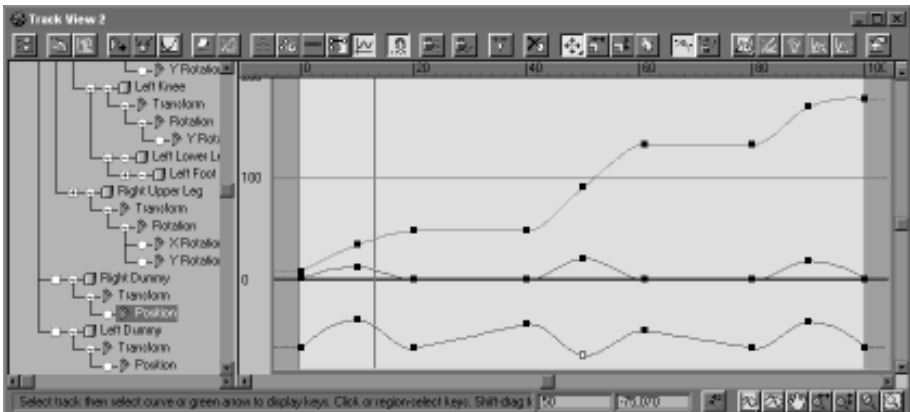 Track View 2
0 20 40 60 80 100
Y Rotation
Left Knee
Transform
Rotation
Y Rota
Left Lower Le
Left Foot
Right Upper Leg
Transform
Rotation
X Rotation
Y Rotation
Right Dummy
Transform
Position
Left Dummy
Transform
Position
100
0
Select track then select curve or green arrow to display keys. Click or region-select keys. Shift-drag t
50